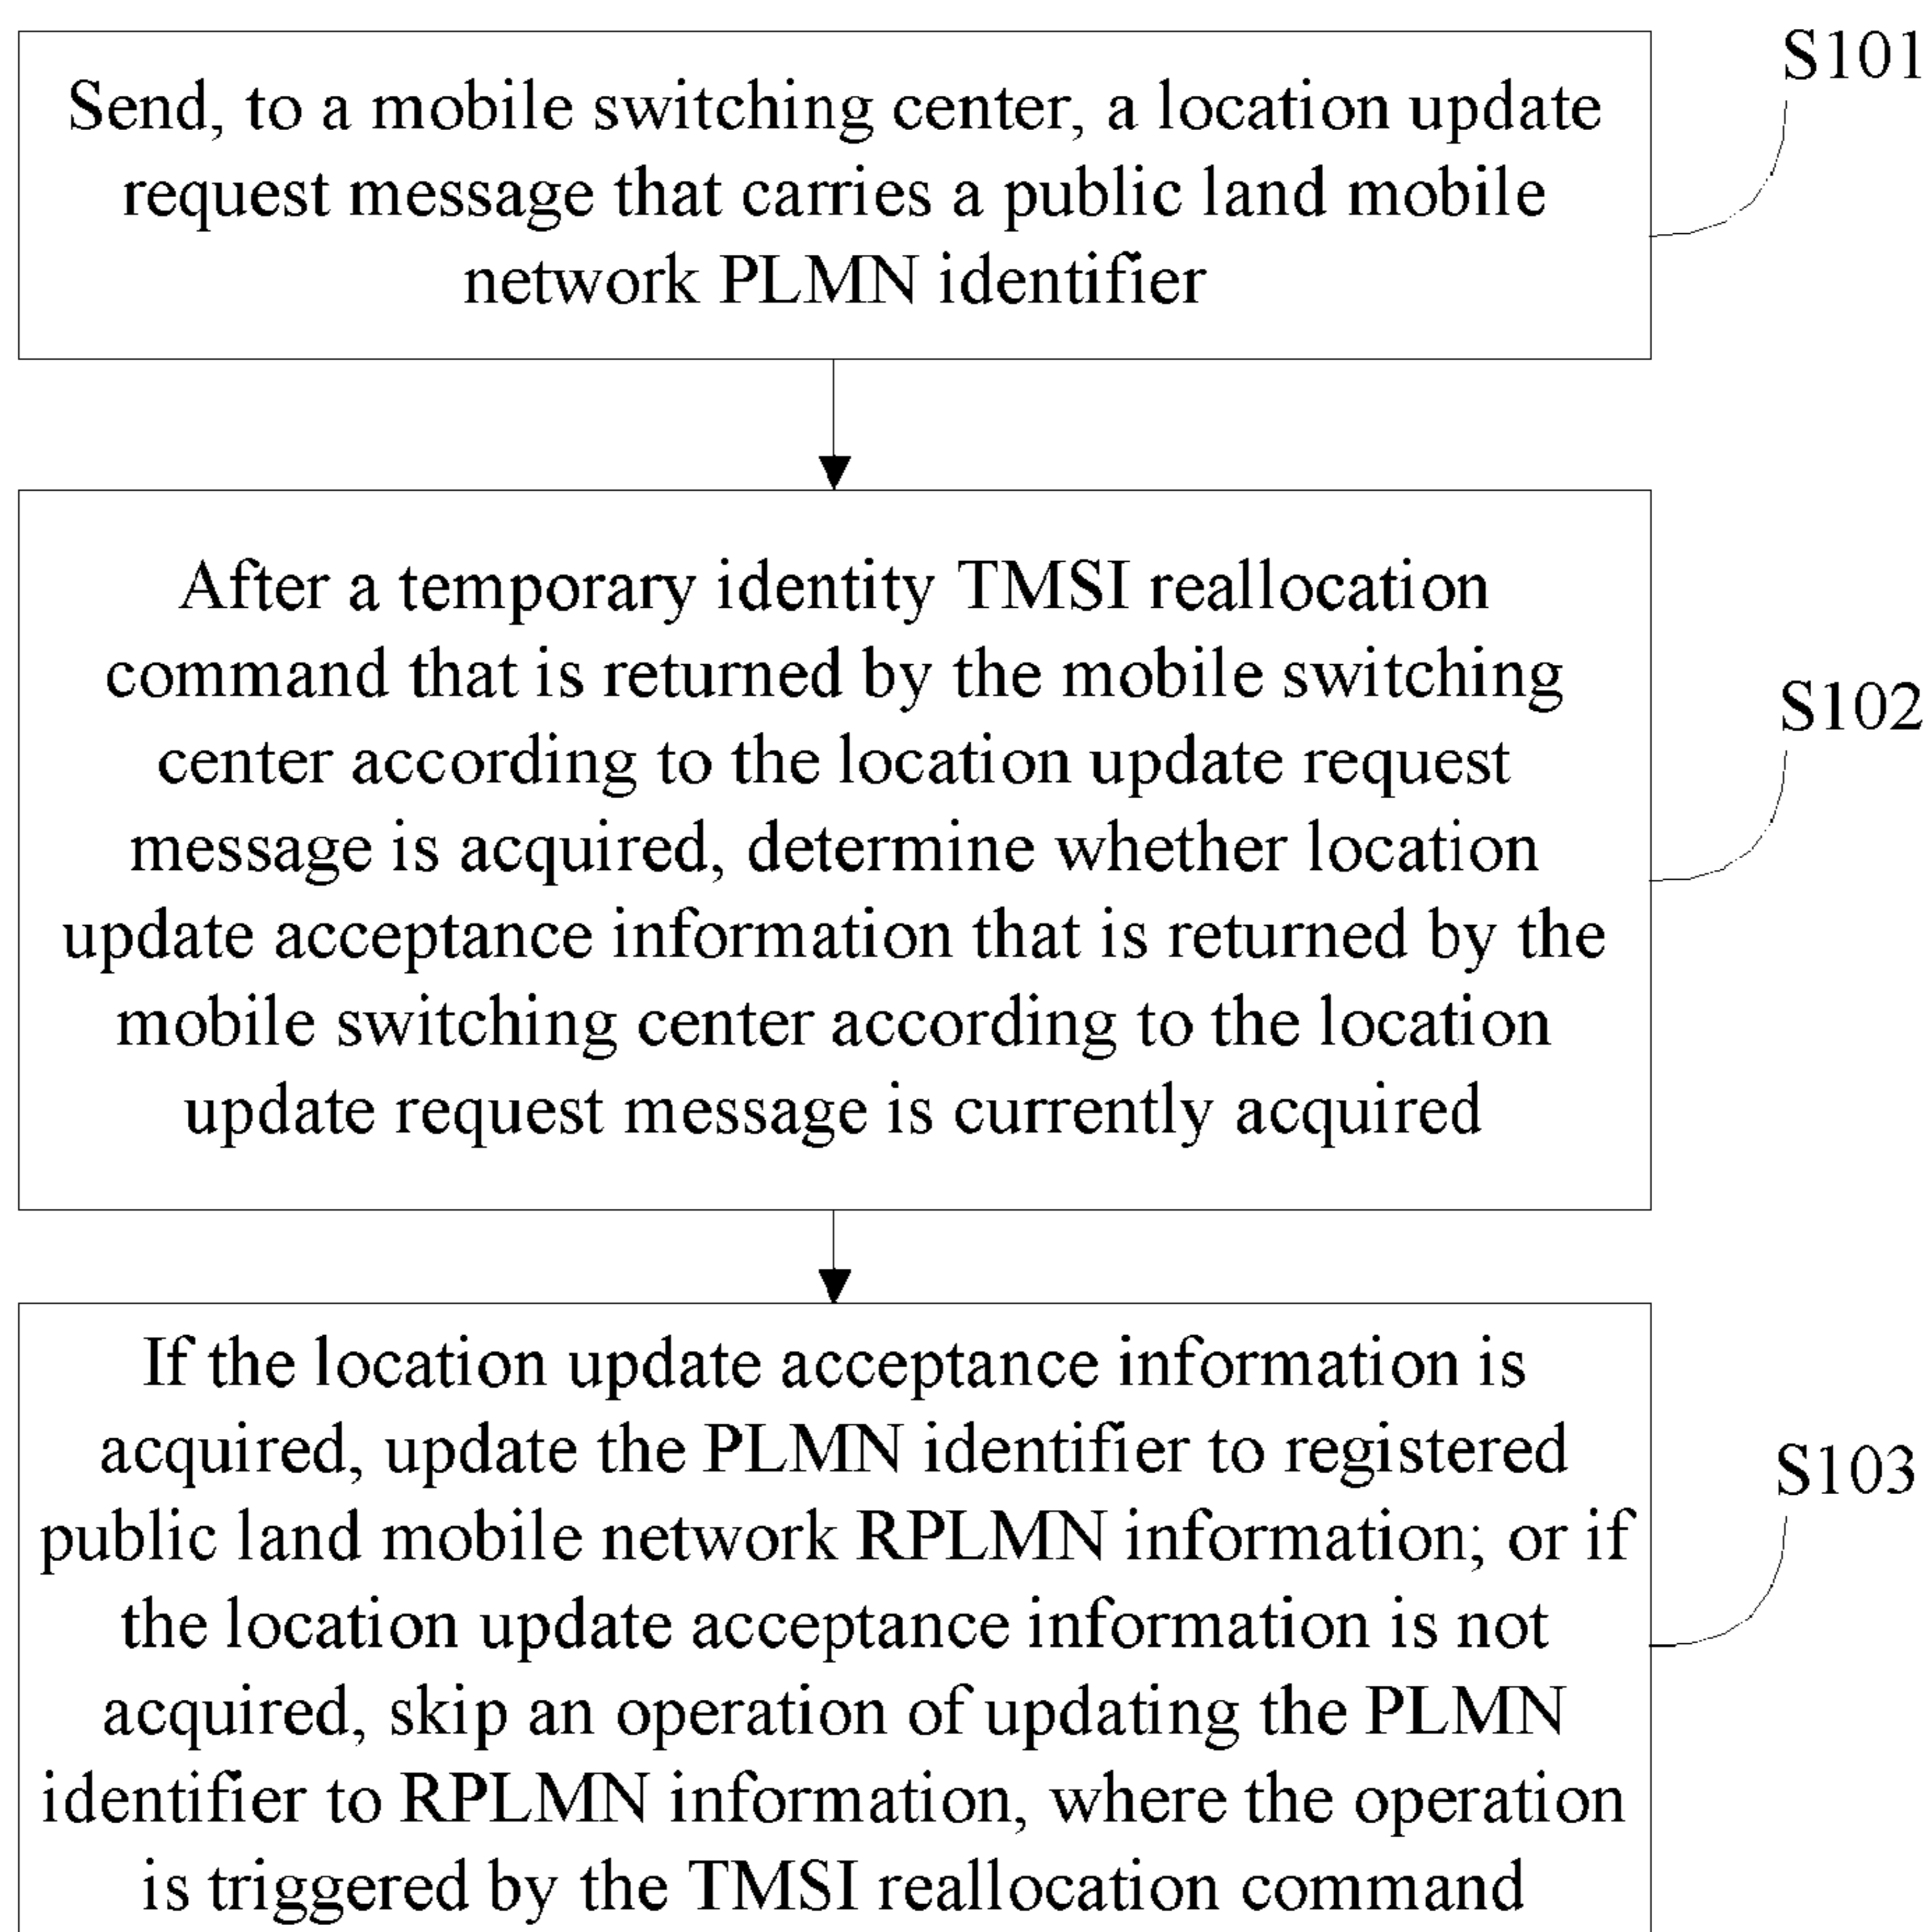 S101
Send, to a mobile switching center, a location update
request message that carries a public land mobile
network PLMN identifier
S102
After a temporary identity TMSI reallocation
command that is returned by the mobile switching
center according to the location update request
message is acquired, determine whether location
update acceptance information that is returned by the
mobile switching center according to the location
update request message is currently acquired
S103
If the location update acceptance information is
acquired, update the PLMN identifier to registered
public land mobile network RPLMN information; or if
the location update acceptance information is not
acquired, skip an operation of updating the PLMN
identifier to RPLMN information, where the operation
is triggered by the TMSI reallocation command